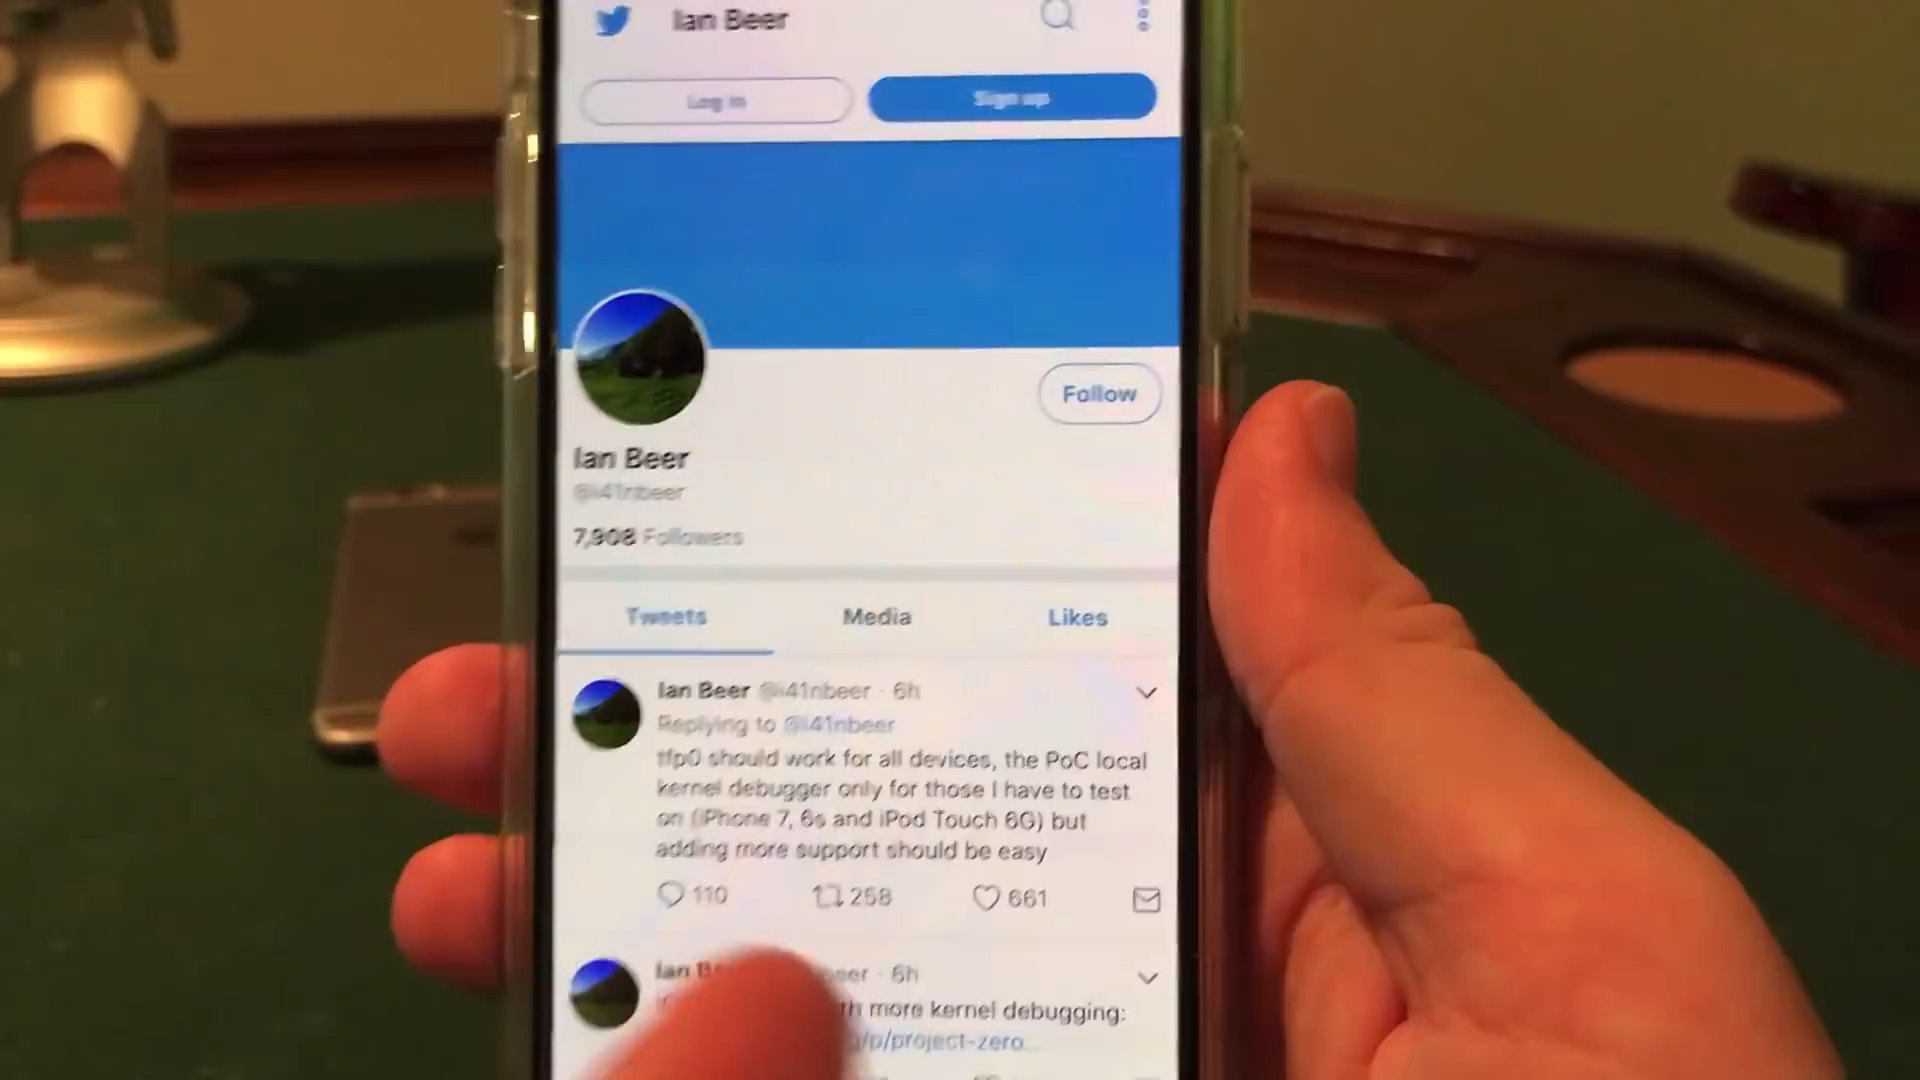 Ian Beer
Log in
Sign up
Follow
Ian Beer
@i41nbeer
7,908 Followers
Tweets
Media
Likes
Ian Beer @i41nbeer · 6h
Replying to @i41nbeer
tfp0 should work for all devices, the PoC local
kernel debugger only for those I have to test
on (iPhone 7, 6s and iPod Touch 6G) but
adding more support should be easy
110
258
661
Ian · 6h
more kernel debugging:
/p/project-zero...